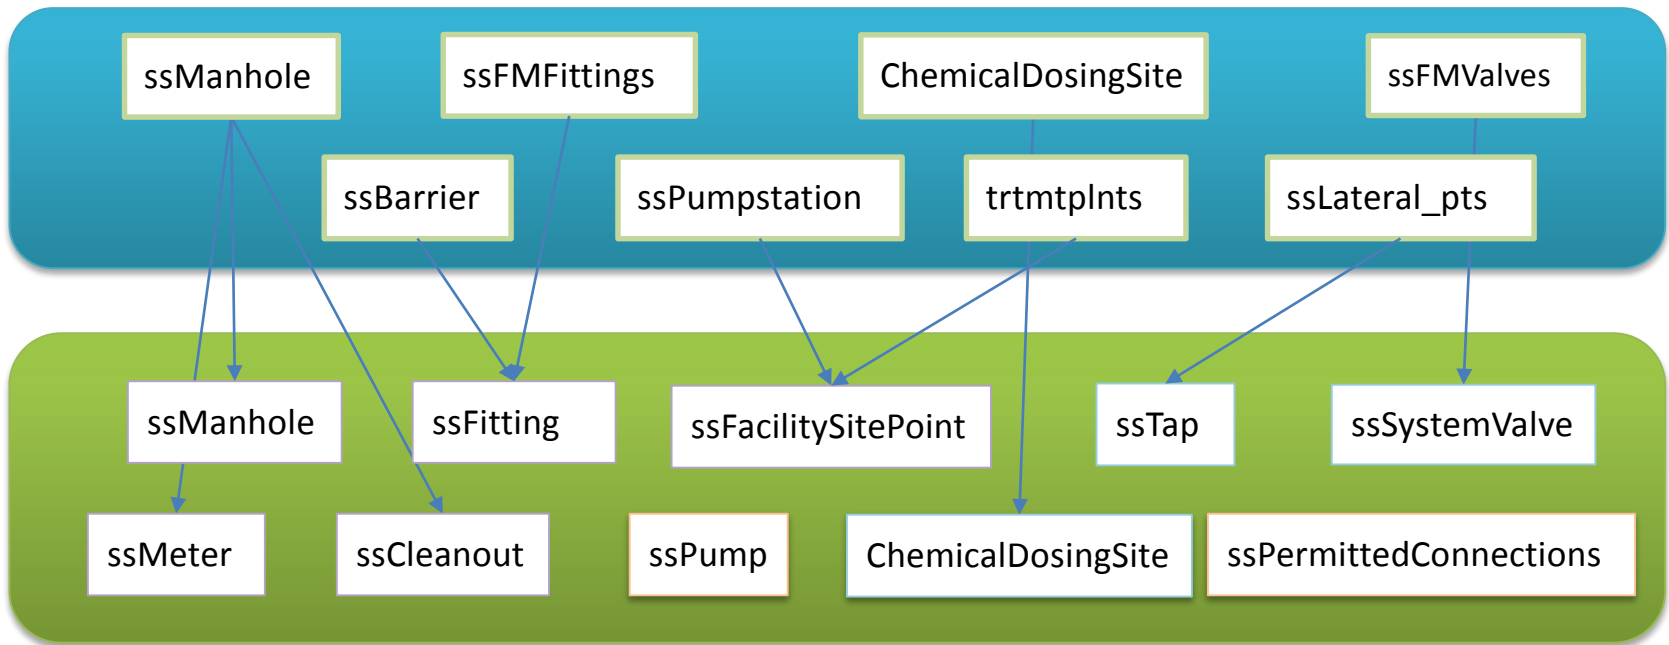 ssManhole
ssFMFittings
ChemicalDosingSite
ssFMValves
ssBarrier
ssPumpstation
trtmtplnts
ssLateral_pts
ssManhole
ssFitting
ssFacilitySitePoint
ssTap
ssSystemValve
ssMeter
ssCleanout
ssPump
ChemicalDosingSite
ssPermittedConnections